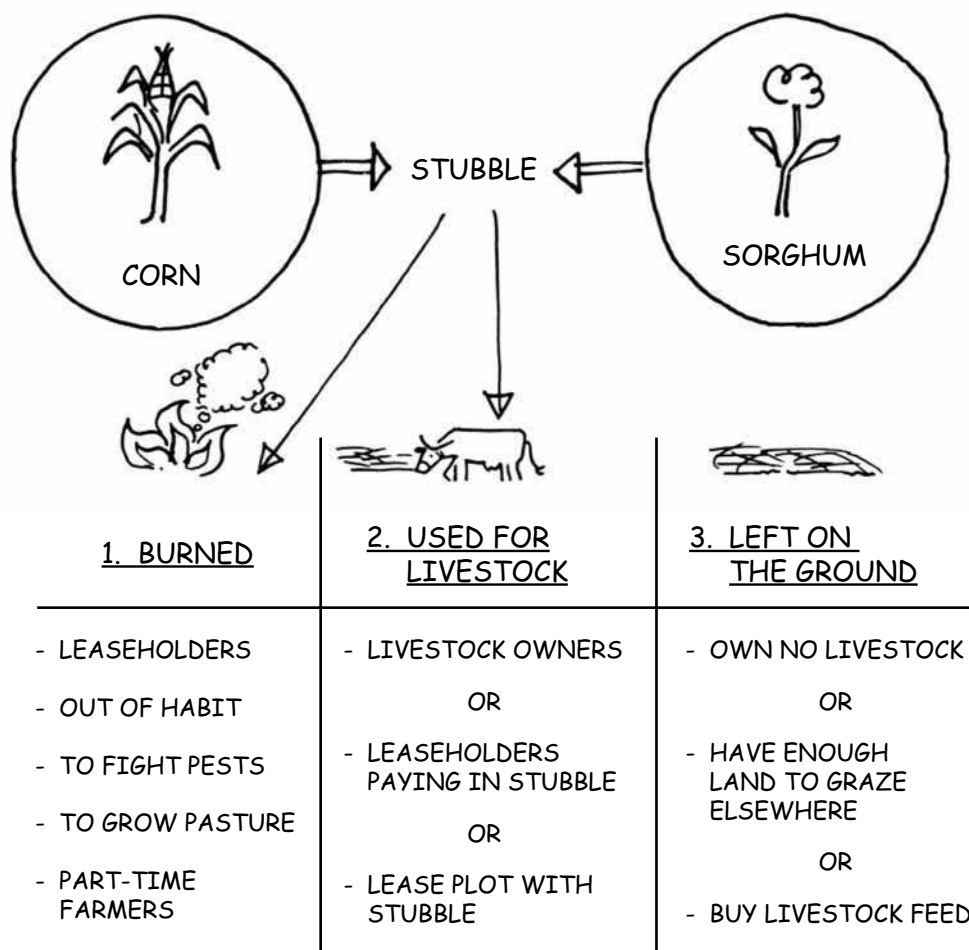 CORN
STUBBLE
SORGHUM
1. BURNED
- LEASEHOLDERS
- OUT OF HABIT
- TO FIGHT PESTS
- TO GROW PASTURE
- PART-TIME
FARMERS
2. USED FOR
LIVESTOCK
- LIVESTOCK OWNERS
OR
- LEASEHOLDERS
PAYING IN STUBBLE
OR
- LEASE PLOT WITH
STUBBLE
3. LEFT ON
THE GROUND
- OWN NO LIVESTOCK
OR
- HAVE ENOUGH
LAND TO GRAZE
ELSEWHERE
OR
- BUY LIVESTOCK FEED